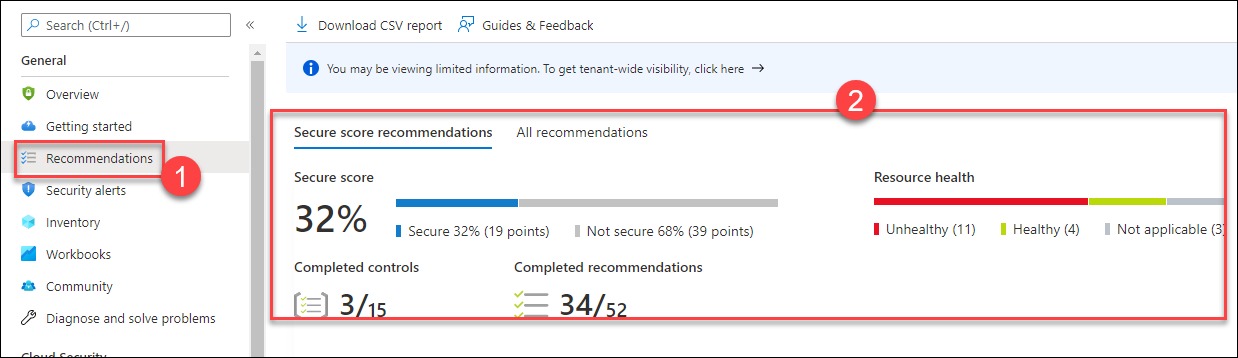 Search (Ctrl+/)
«
General
Overview
Getting started
Recommendations
1
Security alerts
Inventory
Workbooks
Community
Diagnose and solve problems
Cloud Security
Download CSV report Guides & Feedback
You may be viewing limited information. To get tenant-wide visibility, click here →
2
Secure score recommendations All recommendations
Secure score Resource health
32%
Secure 32% (19 points) Not secure 68% (39 points) Unhealthy (11) Healthy (4) Not applicable (3)
Completed controls Completed recommendations
3/15 34/52